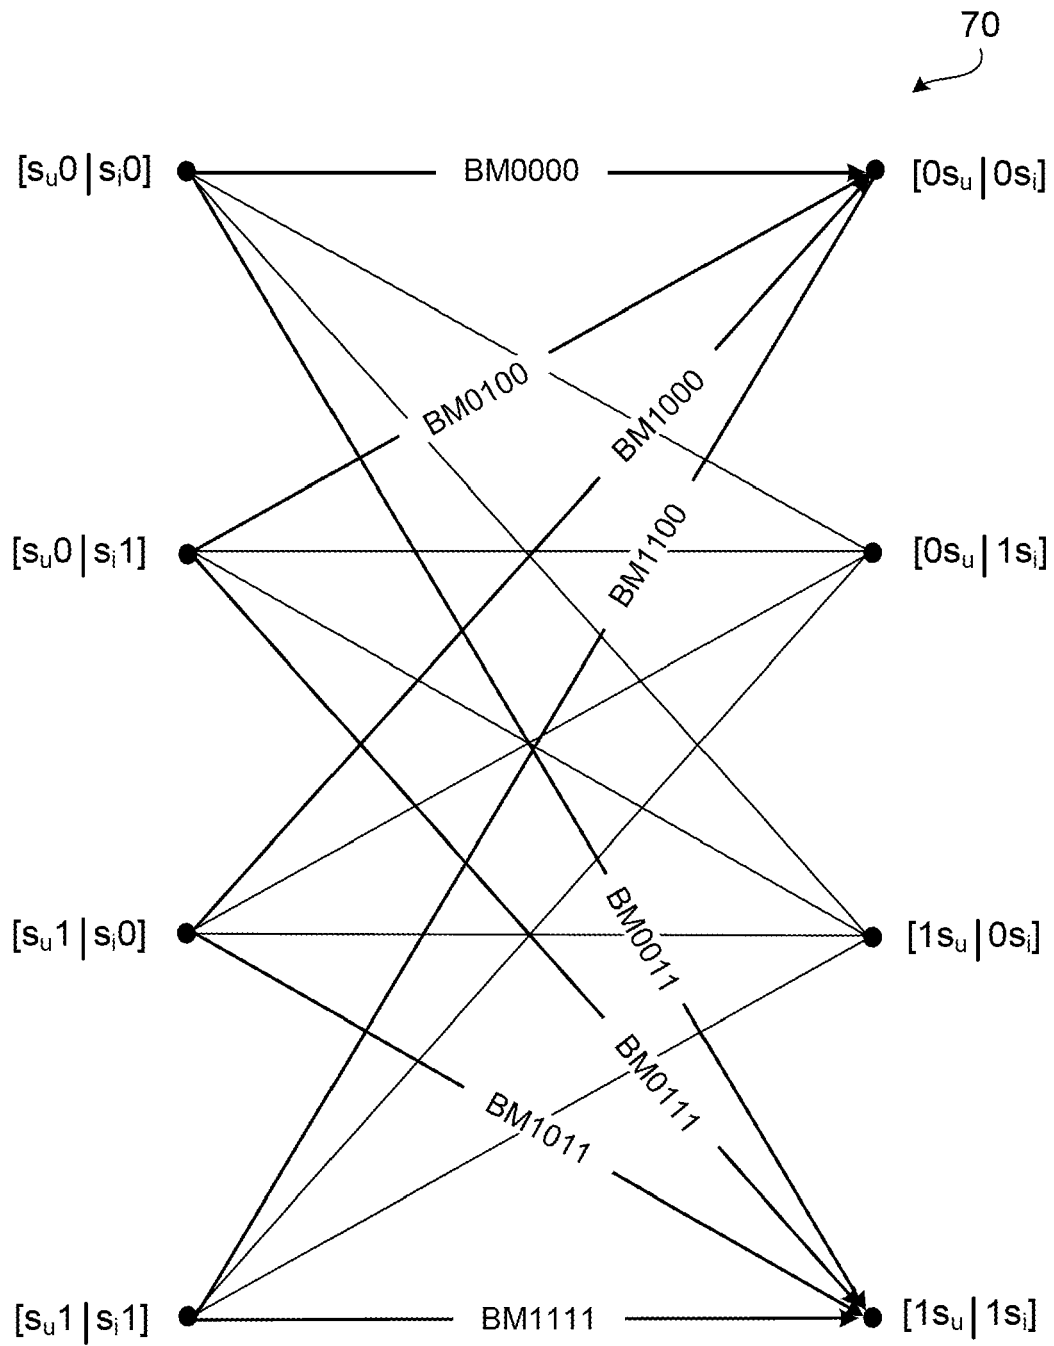 70
[su0|si0] BM0000 [0su|0si]
BM0100
BM1000
BM1100
[su0|si1] [0su|1si]
[su1|si0] [1su|0si]
BM0011
BM0111
BM1011
[su1|si1] BM1111 [1su|1si]